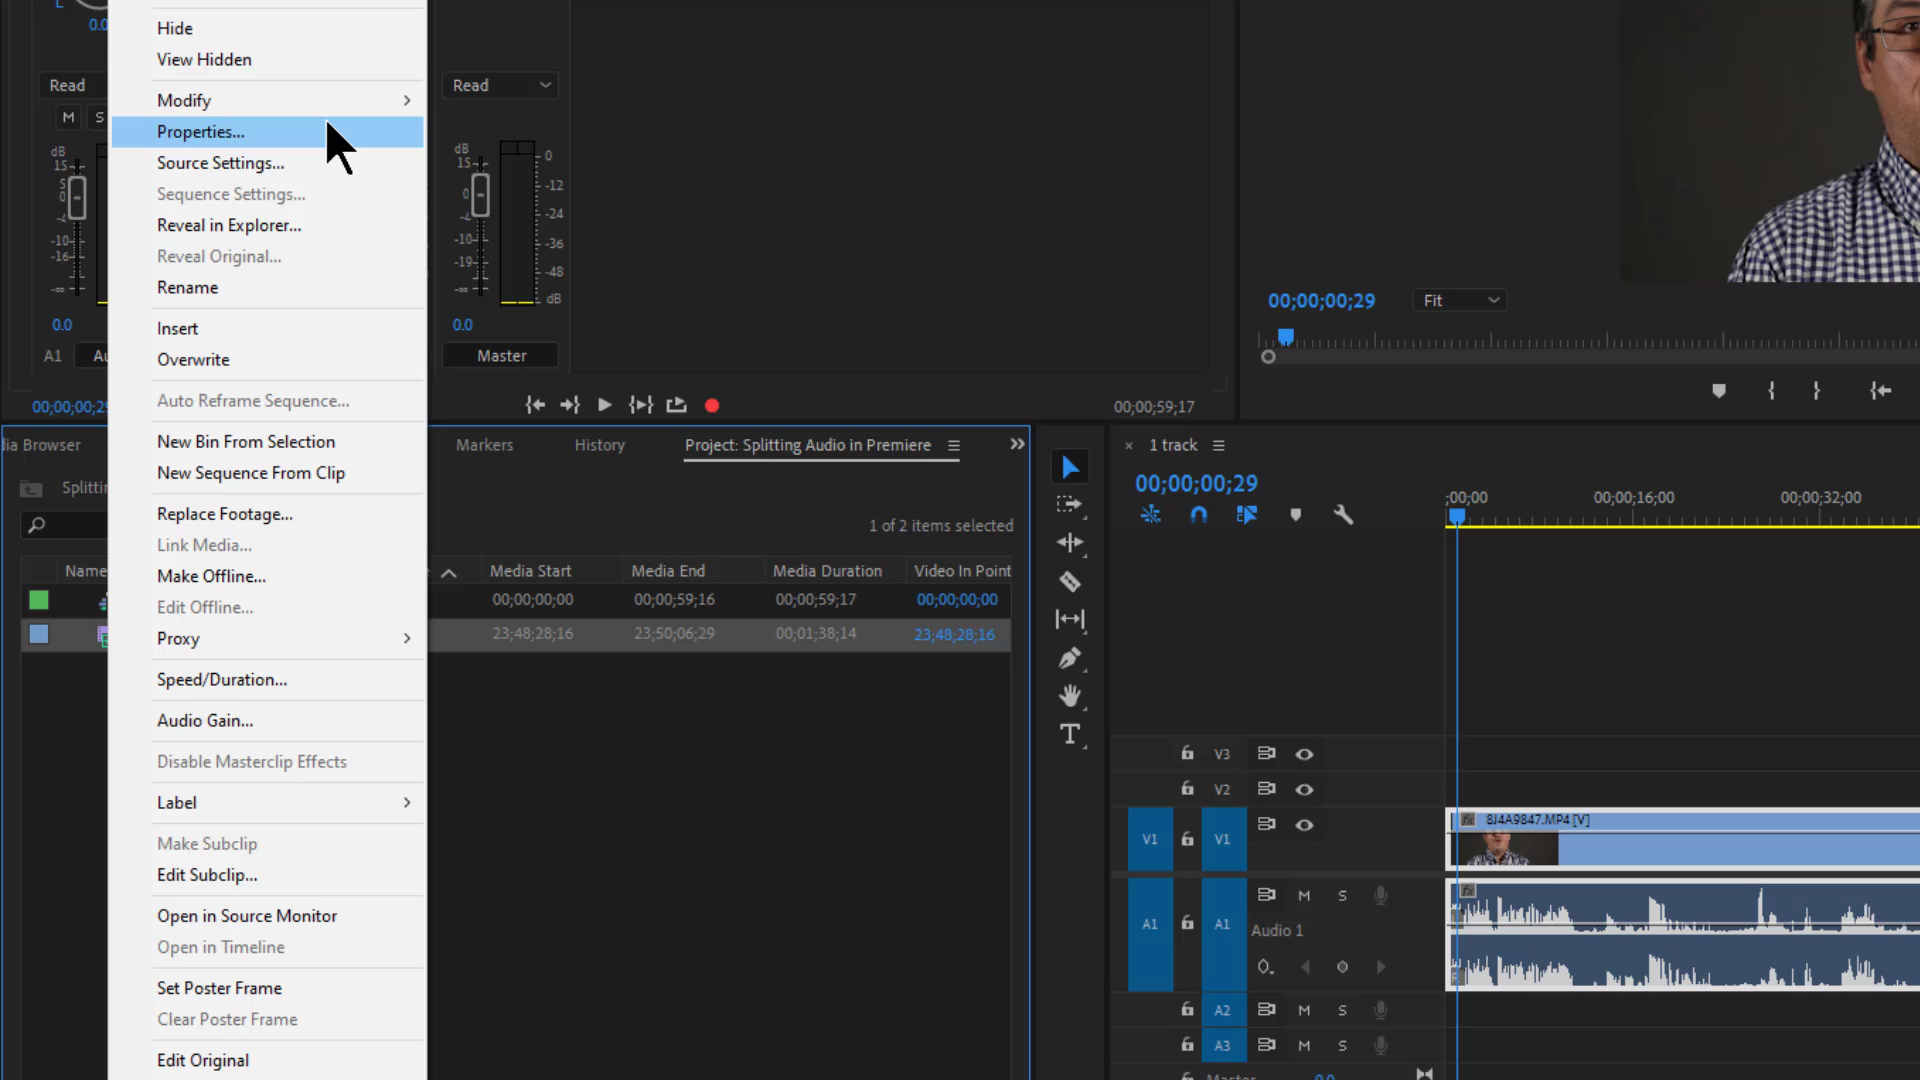 Hide
View Hidden
Modify
Properties...
Source Settings...
Sequence Settings...
Reveal in Explorer...
Reveal Original...
Rename
Insert
Overwrite
Auto Reframe Sequence...
New Bin From Selection
New Sequence From Clip
Replace Footage...
Link Media...
Make Offline...
Edit Offline...
Proxy
Speed/Duration...
Audio Gain...
Disable Masterclip Effects
Label
Make Subclip
Edit Subclip...
Open in Source Monitor
Open in Timeline
Set Poster Frame
Clear Poster Frame
Edit Original
L
0.0
Read
M S
dB
15
5
0
-4
-10
-16
-∞
0.0
A1 Au
00;00;00;29
Read
dB
15
0
-4
-10
-19
-∞
0
-12
-24
-36
-48
dB
0.0
Master
00;00;59;17
00;00;00;29 Fit
dia Browser Markers History Project: Splitting Audio in Premiere
Splittin
1 of 2 items selected
Name Media Start Media End Media Duration Video In Point
00;00;00;00 00;00;59;16 00;00;59;17 00;00;00;00
23;48;28;16 23;50;06;29 00;01;38;14 23;48;28;16
× 1 track
00;00;00;29
;00;00 00;00;16;00 00;00;32;00
T
V3
V2
V1 V1
fx 8J4A9847.MP4 [V]
A1 A1 M S
Audio 1
fx
A2 M S
A3 M S
Master 0.0